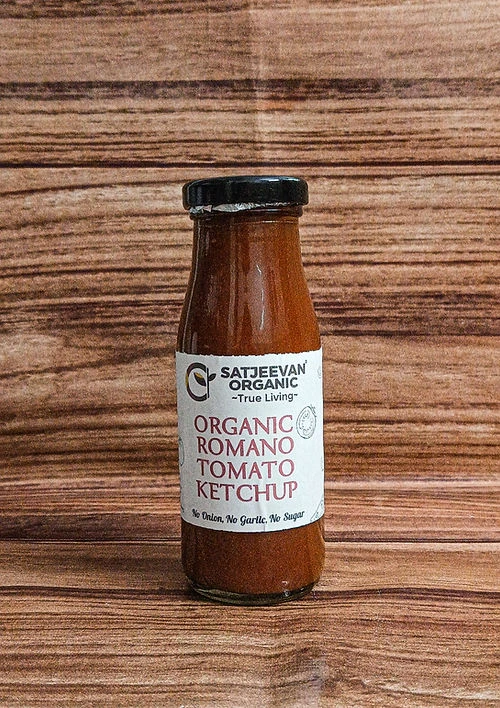 SATJEEVAN
ORGANIC
~True Living~
ORGANIC
ROMANO
TOMATO
KETCHUP
No Onion, No Garlic, No Sugar